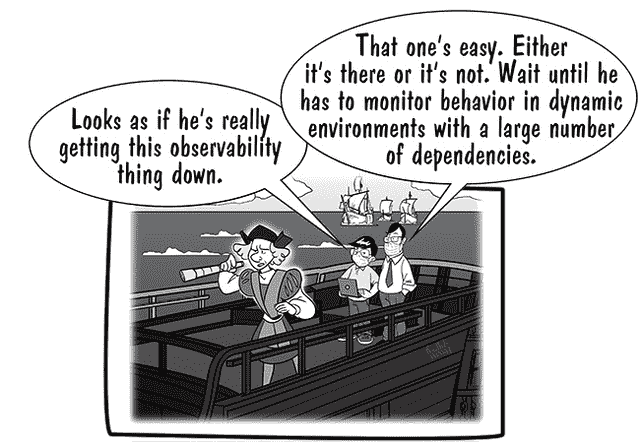 Looks as if he's really
getting this observability
thing down.
That one's easy. Either
it's there or it's not. Wait until he
has to monitor behavior in dynamic
environments with a large number
of dependencies.